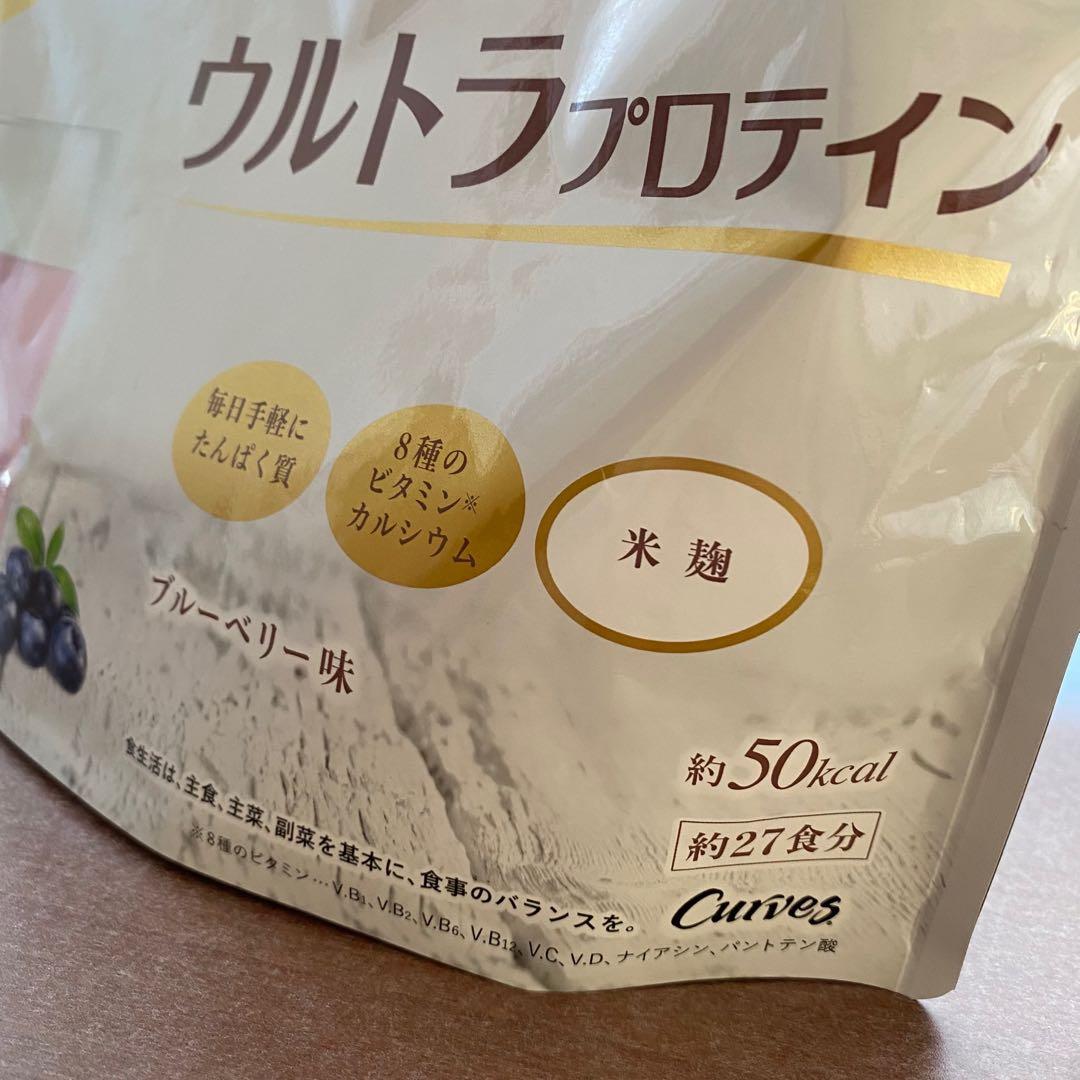 ウルトラプロテイン
毎日手軽に
たんぱく質
8種の
ビタミン※
カルシウム
米麹
ブルーベリー味
約50kcal
約27食分
食生活は、主食、主菜、副菜を基本に、食事のバランスを。
Curves
※8種のビタミン…V.B1、V.B2、V.B6、V.B12、V.C、V.D、ナイアシン、パントテン酸